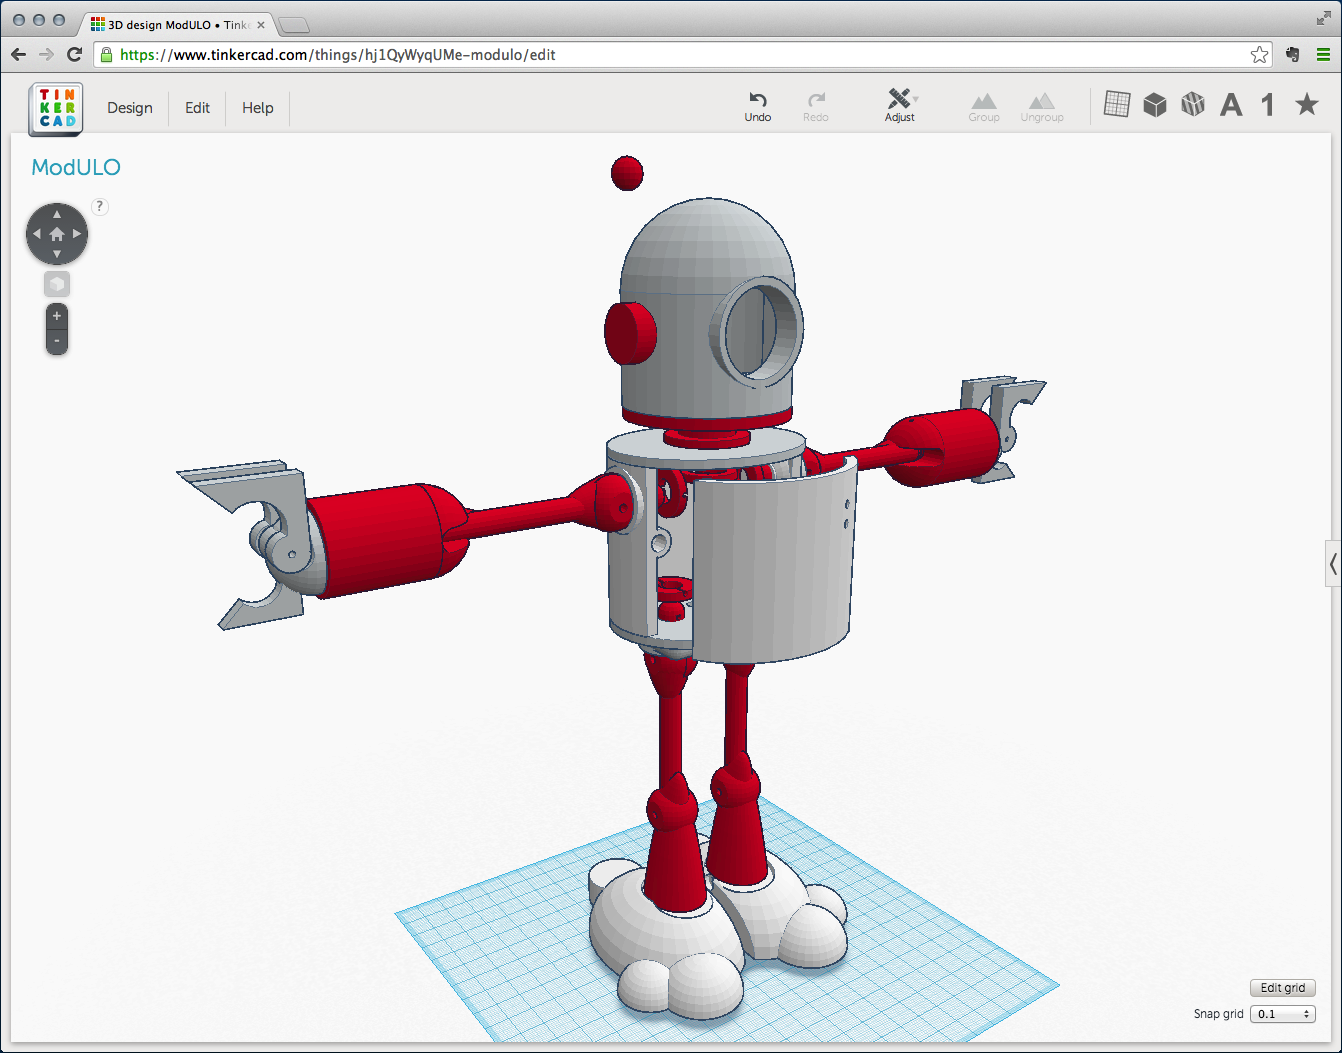 3D design ModULO • Tink
https://www.tinkercad.com/things/hj1QyWyqUMe-modulo/edit
TIN
KER
CAD
Design
Edit
Help
Undo
Redo
Adjust
Group
Ungroup
A
1
ModULO
?
+
-
Edit grid
Snap grid
0.1